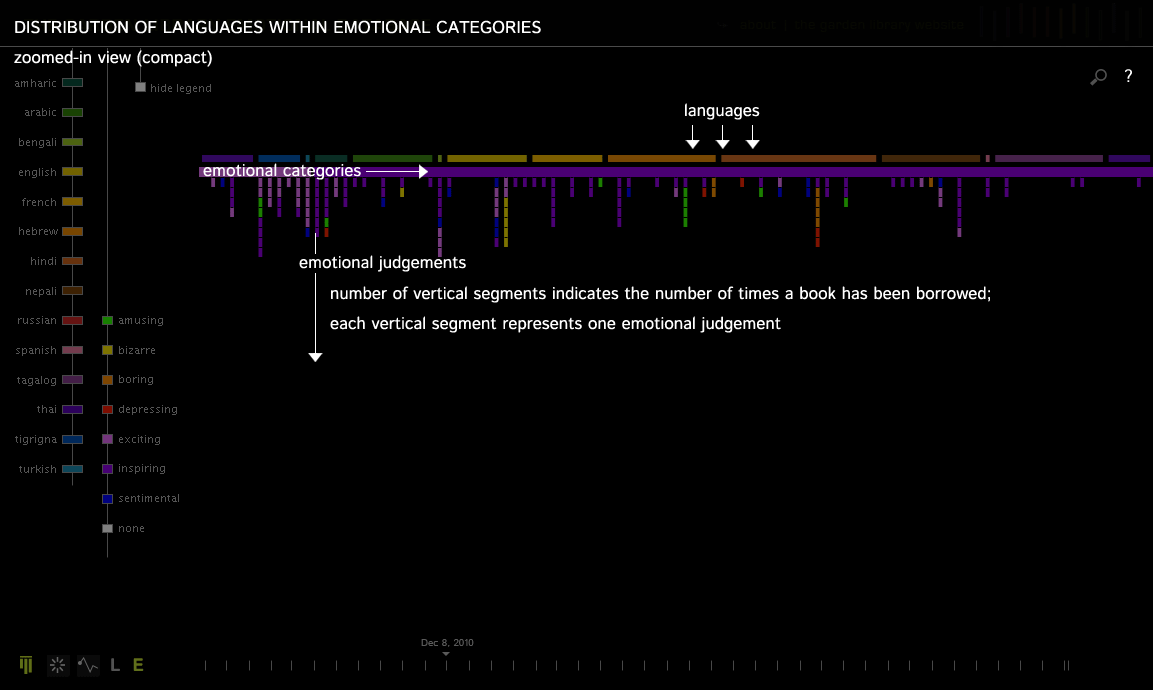 DISTRIBUTION OF LANGUAGES WITHIN EMOTIONAL CATEGORIES
zoomed-in view (compact)
?
hide legend
amharic
arabic
bengali
english
french
hebrew
hindi
nepali
russian
spanish
tagalog
thai
tigrigna
turkish
amusing
bizarre
boring
depressing
exciting
inspiring
sentimental
none
languages
emotional categories
emotional judgements
number of vertical segments indicates the number of times a book has been borrowed;
each vertical segment represents one emotional judgement
Dec 8, 2010
L E